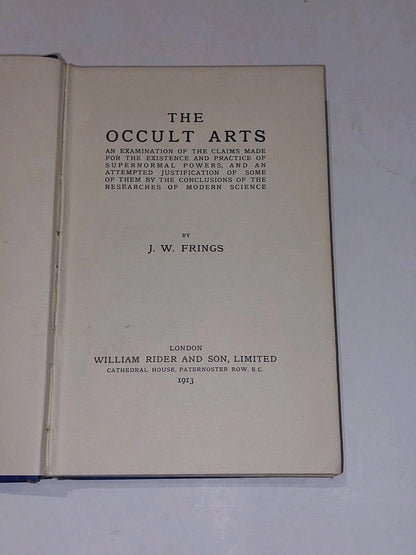 THE
OCCULT ARTS
AN EXAMINATION OF THE CLAIMS MADE
FOR THE EXISTENCE AND PRACTICE OF
SUPERNORMAL POWERS, AND AN
ATTEMPTED JUSTIFICATION OF SOME
OF THEM BY THE CONCLUSIONS OF THE
RESEARCHES OF MODERN SCIENCE
BY
J. W. FRINGS
LONDON
WILLIAM RIDER AND SON, LIMITED
CATHEDRAL HOUSE, PATERNOSTER ROW, E.C.
1913